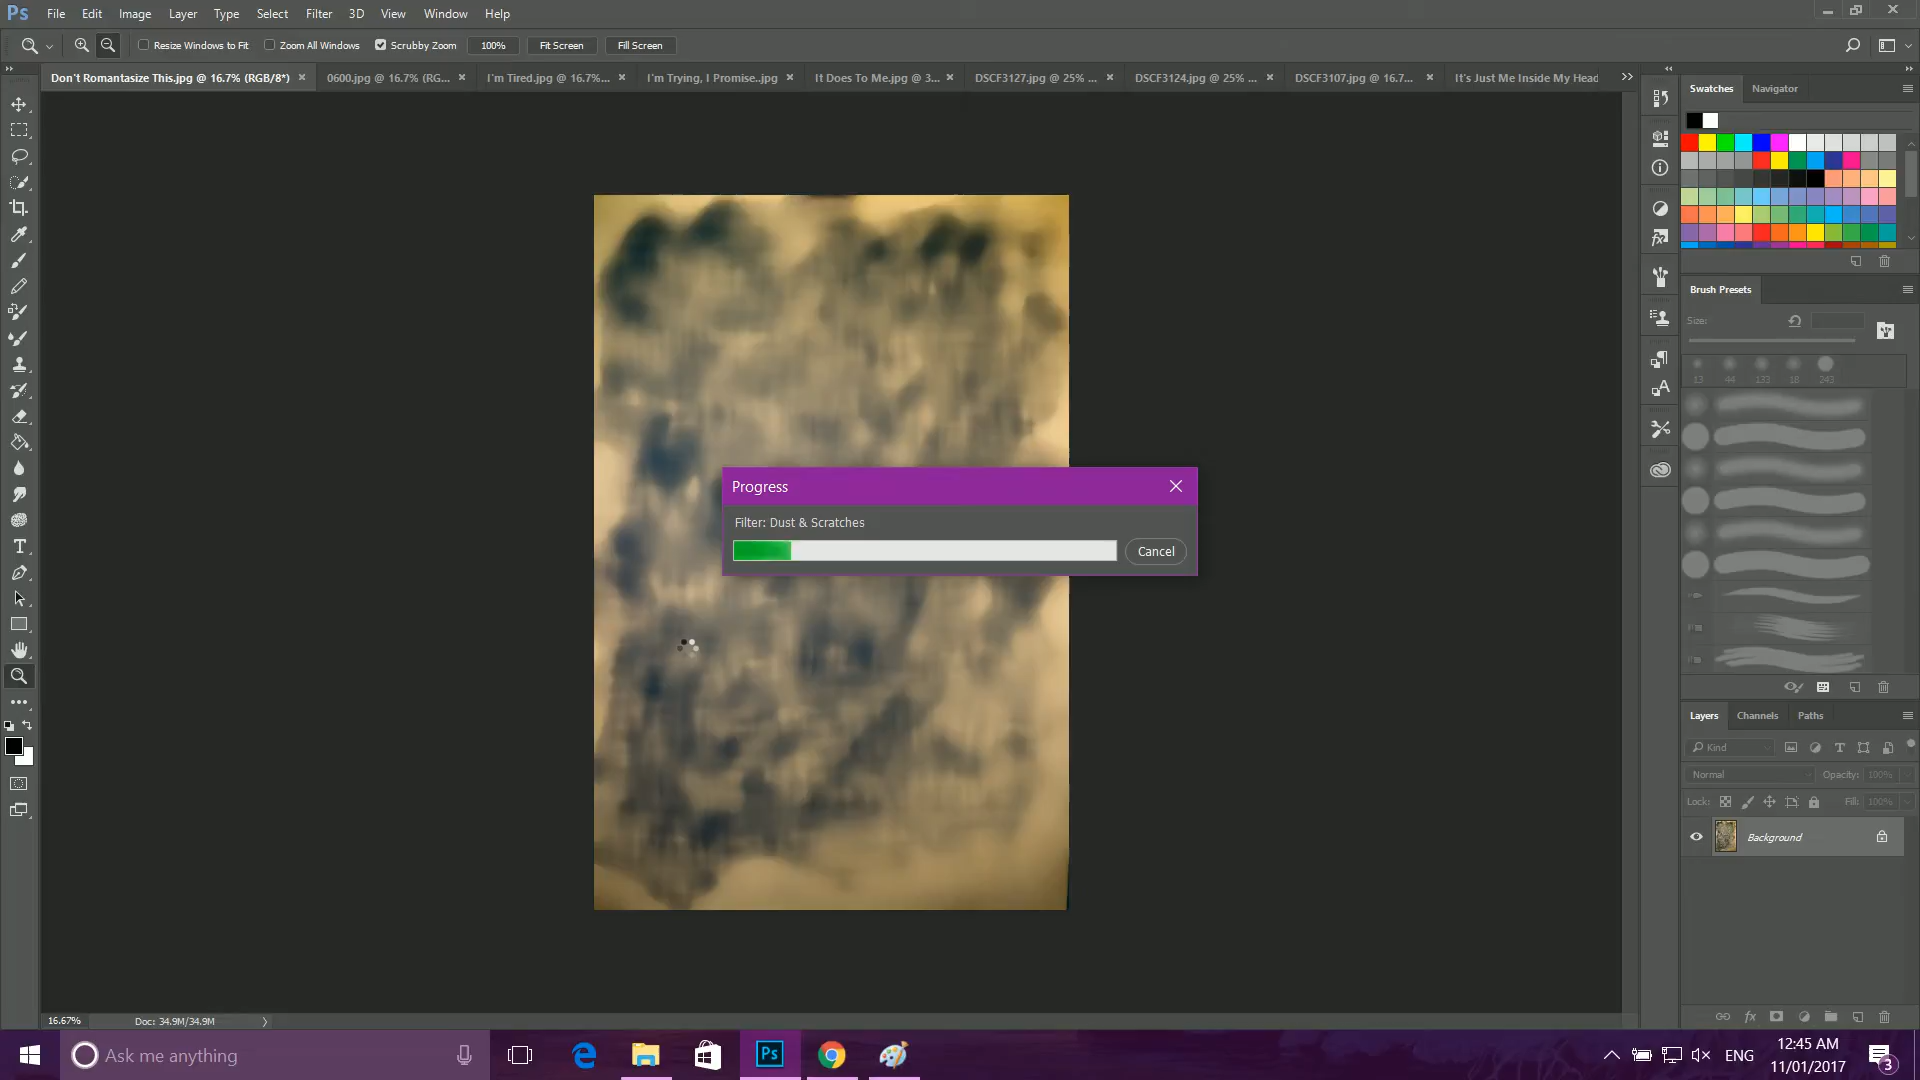 Ps File Edit Image Layer Type Select Filter 3D View Window Help
Resize Windows to Fit Zoom All Windows Scrubby Zoom 100% Fit Screen Fill Screen
Don't Romantasize This.jpg @ 16.7% (RGB/8*) × 0600.jpg @ 16.7% (RG... × I'm Tired.jpg @ 16.7%... × I'm Trying, I Promise..jpg × It Does To Me.jpg @ 3... × DSCF3127.jpg @ 25% ... × DSCF3124.jpg @ 25% ... × DSCF3107.jpg @ 16.7... × It's Just Me Inside My Head
Swatches Navigator
Brush Presets
Size:
13 44 133 18 243
Progress
Filter: Dust & Scratches
Cancel
Layers Channels Paths
Kind
Normal Opacity: 100%
Lock: Fill: 100%
Background
16.67% Doc: 34.9M/34.9M
Ask me anything
Ps
ENG
12:45 AM
11/01/2017
3